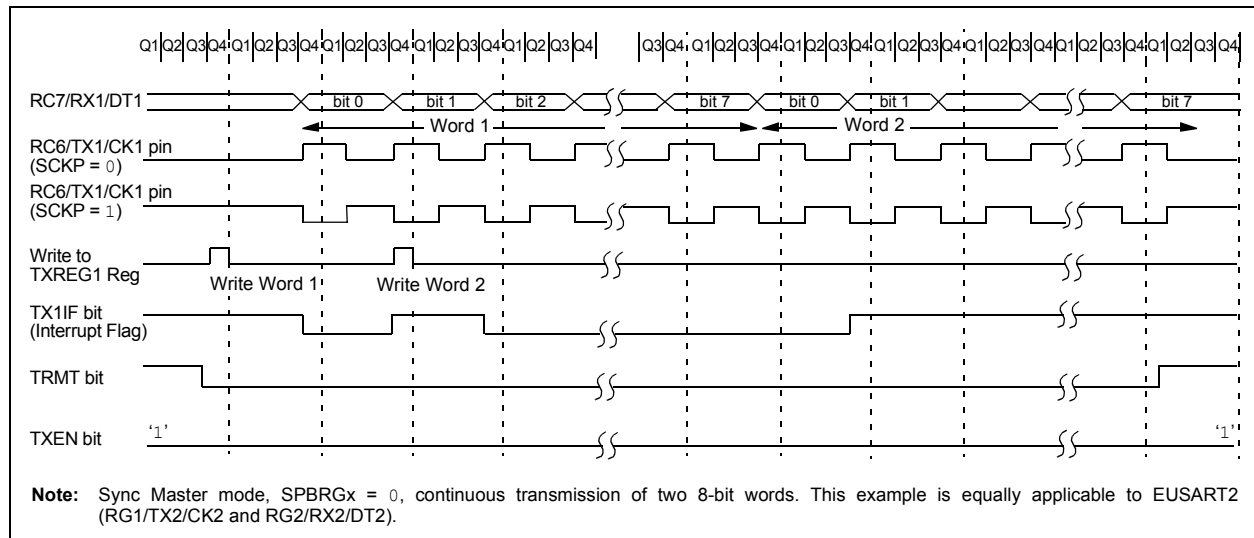 Q1 Q2 Q3 Q4 Q1 Q2 Q3 Q4 Q1 Q2 Q3 Q4 Q1 Q2 Q3 Q4 Q1 Q2 Q3 Q4 Q3 Q4 Q1 Q2 Q3 Q4 Q1 Q2 Q3 Q4 Q1 Q2 Q3 Q4 Q1 Q2 Q3 Q4 Q1 Q2 Q3 Q4 Q1 Q2 Q3 Q4
RC7/RX1/DT1 bit 0 bit 1 bit 2 bit 7 bit 0 bit 1 bit 7
Word 1 Word 2
RC6/TX1/CK1 pin
(SCKP = 0)
RC6/TX1/CK1 pin
(SCKP = 1)
Write to
TXREG1 Reg
Write Word 1 Write Word 2
TX1IF bit
(Interrupt Flag)
TRMT bit
TXEN bit ‘1’ ‘1’
Note: Sync Master mode, SPBRGx = 0, continuous transmission of two 8-bit words. This example is equally applicable to EUSART2
(RG1/TX2/CK2 and RG2/RX2/DT2).